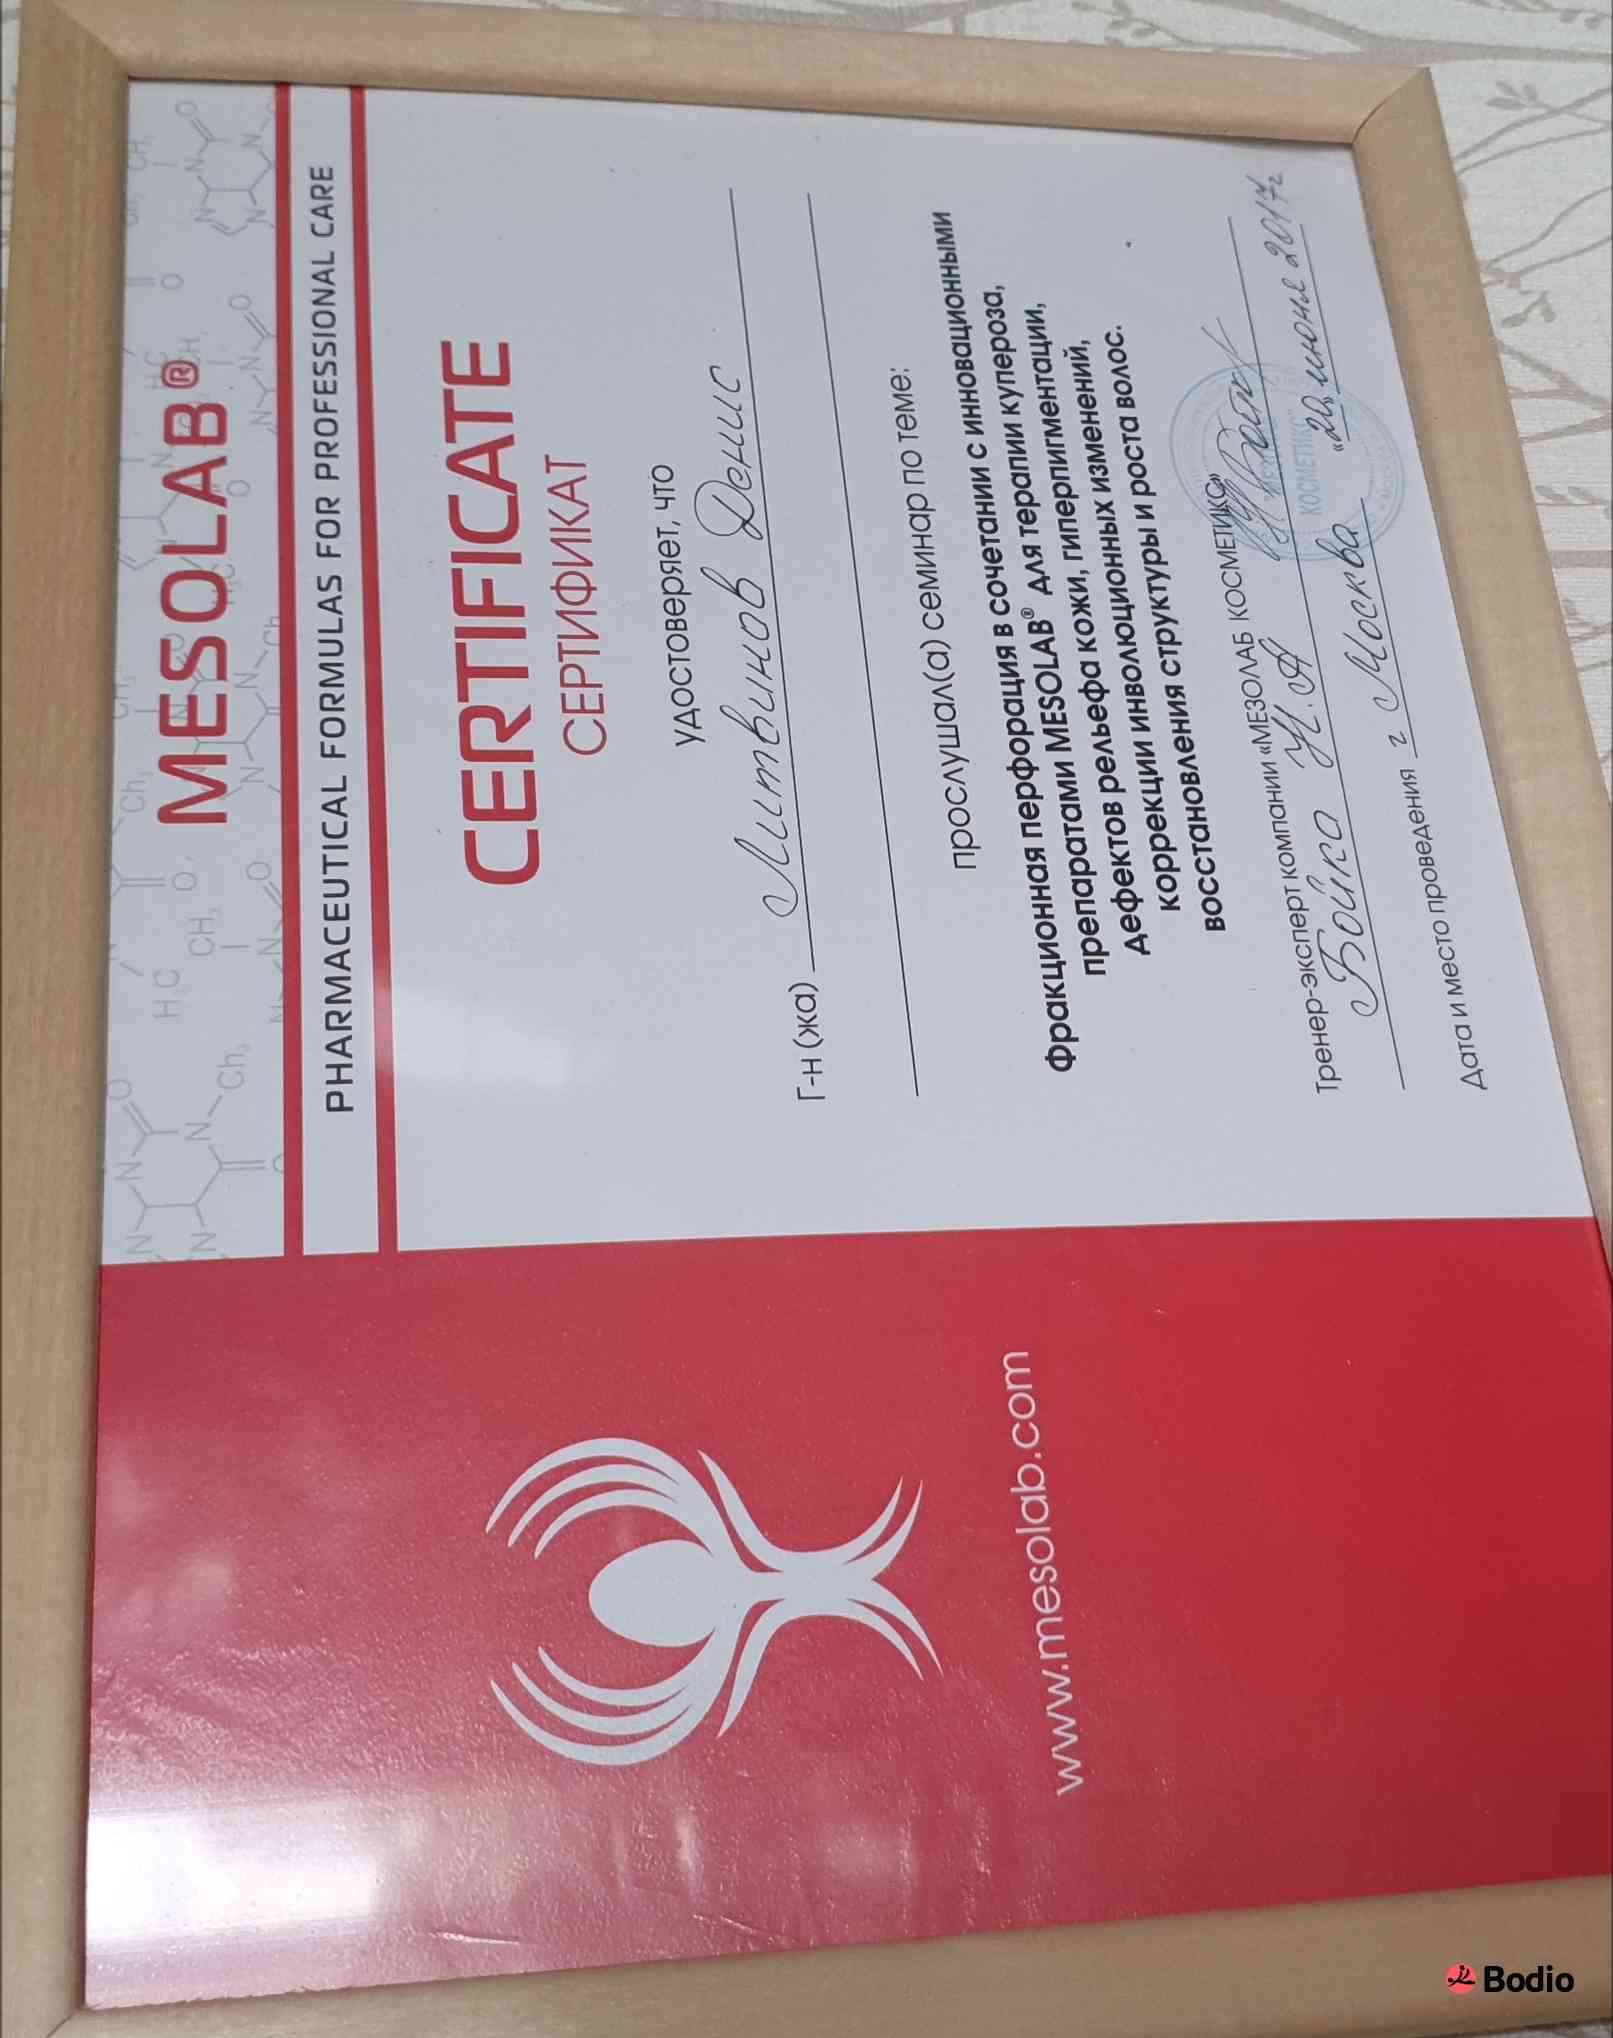 MESOLAB®
PHARMACEUTICAL FORMULAS FOR PROFESSIONAL CARE
CERTIFICATE
СЕРТИФИКАТ
удостоверяет, что
Г-н (жа) Литвинов Денис
прослушал(а) семинар по теме:
Фракционная перфорация в сочетании с инновационными
препаратами MESOLAB® для терапии купероза,
дефектов рельефа кожи, гиперпигментации,
коррекции инволюционных изменений,
восстановления структуры и роста волос.
Тренер-эксперт компании «МЕЗОЛАБ КОСМЕТИКС»
Бойко И.А
Дата и место проведения г Москва «20 июня 2017г
КОСМЕТИКС
www.mesolab.com
Bodio